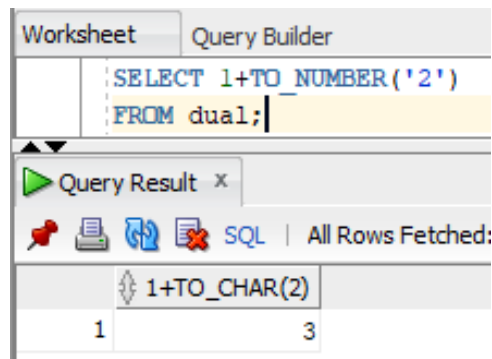 Worksheet Query Builder
SELECT 1+TO_NUMBER('2')
FROM dual;
Query Result x
SQL | All Rows Fetched:
1+TO_CHAR(2)
1 3